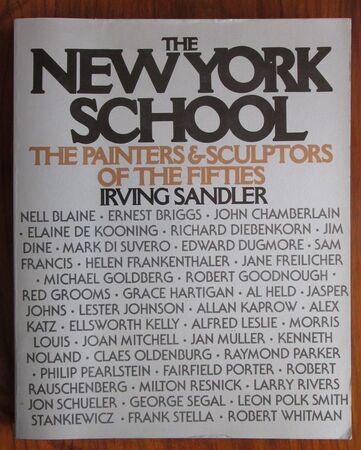 THE
NEW YORK
SCHOOL
THE PAINTERS & SCULPTORS
OF THE FIFTIES
IRVING SANDLER
NELL BLAINE · ERNEST BRIGGS · JOHN CHAMBERLAIN
· ELAINE DE KOONING · RICHARD DIEBENKORN · JIM
DINE · MARK DI SUVERO · EDWARD DUGMORE · SAM
FRANCIS · HELEN FRANKENTHALER · JANE FREILICHER
· MICHAEL GOLDBERG · ROBERT GOODNOUGH ·
RED GROOMS · GRACE HARTIGAN · AL HELD · JASPER
JOHNS · LESTER JOHNSON · ALLAN KAPROW · ALEX
KATZ · ELLSWORTH KELLY · ALFRED LESLIE · MORRIS
LOUIS · JOAN MITCHELL · JAN MÜLLER · KENNETH
NOLAND · CLAES OLDENBURG · RAYMOND PARKER
· PHILIP PEARLSTEIN · FAIRFIELD PORTER · ROBERT
RAUSCHENBERG · MILTON RESNICK · LARRY RIVERS
JON SCHUELER · GEORGE SEGAL · LEON POLK SMITH
STANKIEWICZ · FRANK STELLA · ROBERT WHITMAN